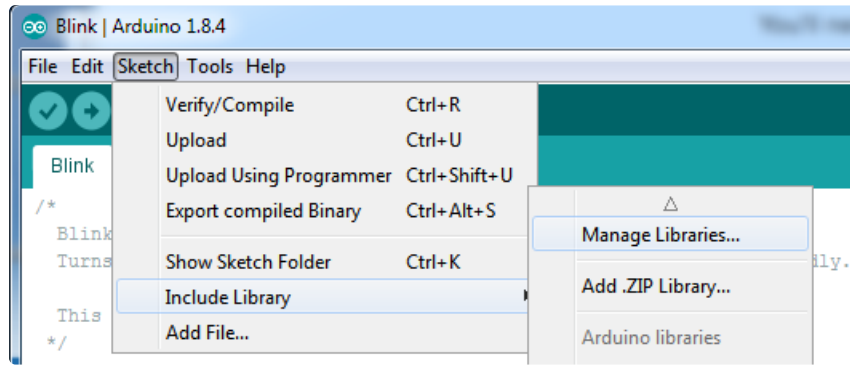 Blink | Arduino 1.8.4
File Edit Sketch Tools Help
Verify/Compile Ctrl+R
Upload Ctrl+U
Upload Using Programmer Ctrl+Shift+U
Export compiled Binary Ctrl+Alt+S
Show Sketch Folder Ctrl+K
Include Library
Add File...
Manage Libraries...
Add .ZIP Library...
Arduino libraries
Blink
/*
Blink
Turns
This
*/